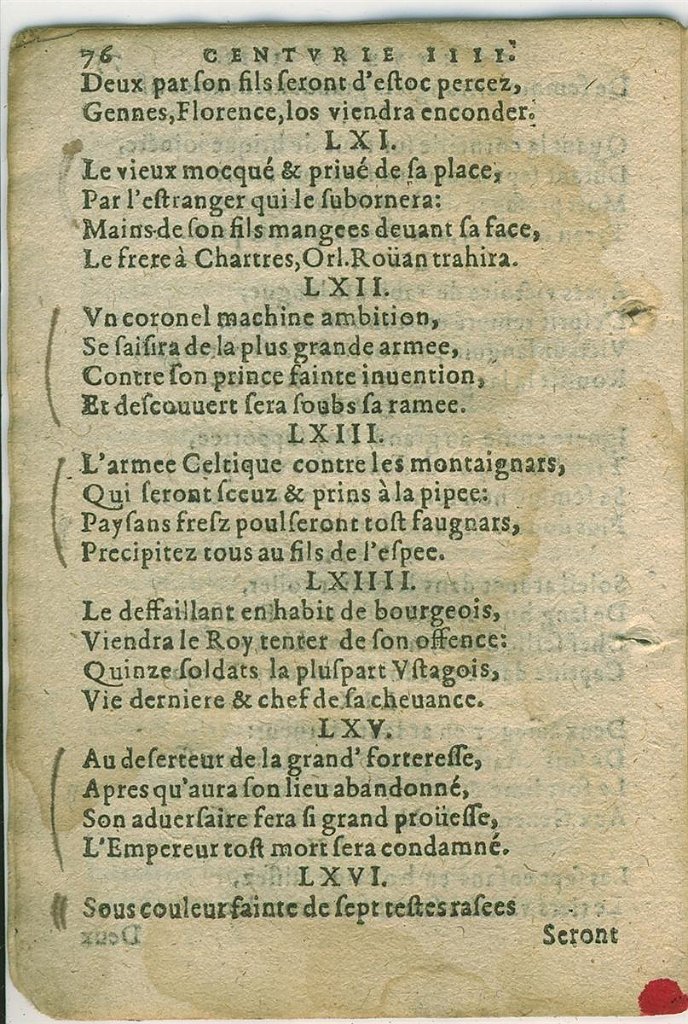 76 CENTVRIE IIII.
Deux par ſon fils ſeront d'eſtoc percez,
Gennes, Florence, los viendra enconder.
LXI.
Le vieux mocqué & priué de ſa place,
Par l'eſtranger qui le ſubornera:
Mains de ſon fils mangees deuant ſa face,
Le frere à Chartres, Orl. Roüan trahira.
LXII.
Vn coronel machine ambition,
Se ſaiſira de la plus grande armee,
Contre ſon prince fainte inuention,
Et deſcouuert ſera ſoubs ſa ramee.
LXIII.
L'armee Celtique contre les montaignars,
Qui ſeront ſceuz & prins à la pipee:
Payſans freſz poulſeront toſt faugnars,
Precipitez tous au fils de l'eſpee.
LXIIII.
Le deffaillant en habit de bourgeois,
Viendra le Roy tenter de ſon offence:
Quinze ſoldats la pluſpart Vſtagois,
Vie derniere & chef de ſa cheuance.
LXV.
Au deſerteur de la grand' fortereſſe,
Apres qu'aura ſon lieu abandonné,
Son aduerſaire fera ſi grand proüeſſe,
L'Empereur toſt mort ſera condamné.
LXVI.
Sous couleur fainte de ſept teſtes raſees
Seront